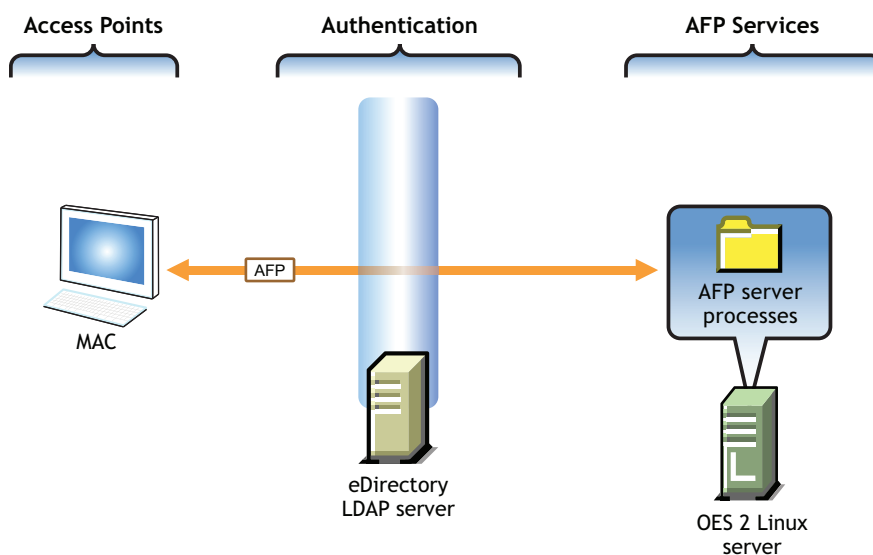 Access Points
Authentication
AFP Services
AFP
MAC
AFP server
processes
eDirectory
LDAP server
L
OES 2 Linux
server